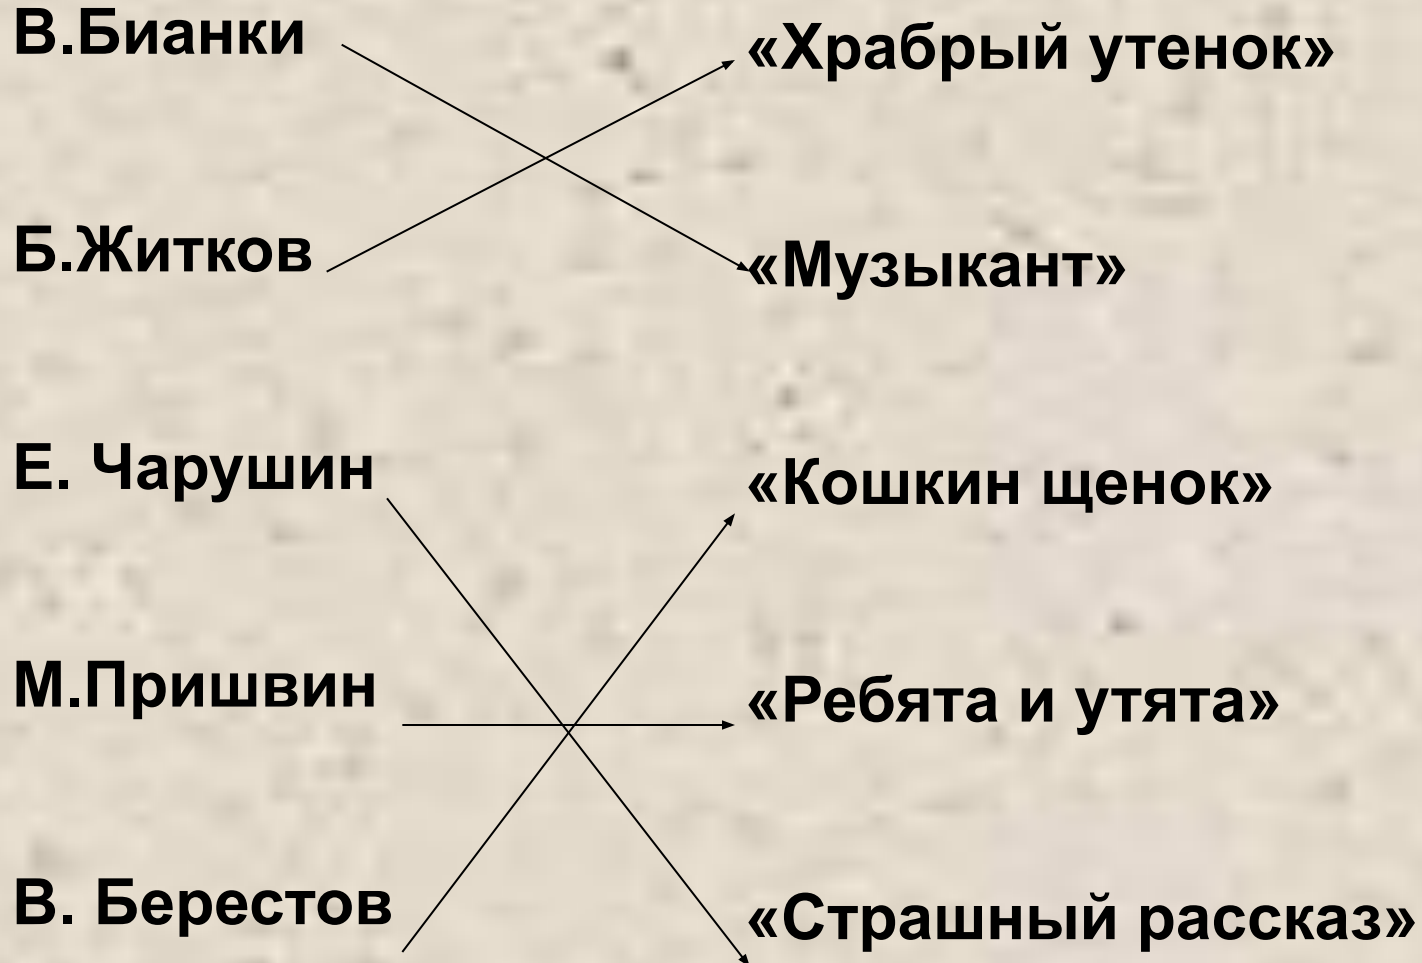 В.Бианки
Б.Житков
Е. Чарушин
М.Пришвин
В. Берестов
«Храбрый утенок»
«Музыкант»
«Кошкин щенок»
«Ребята и утята»
«Страшный рассказ»